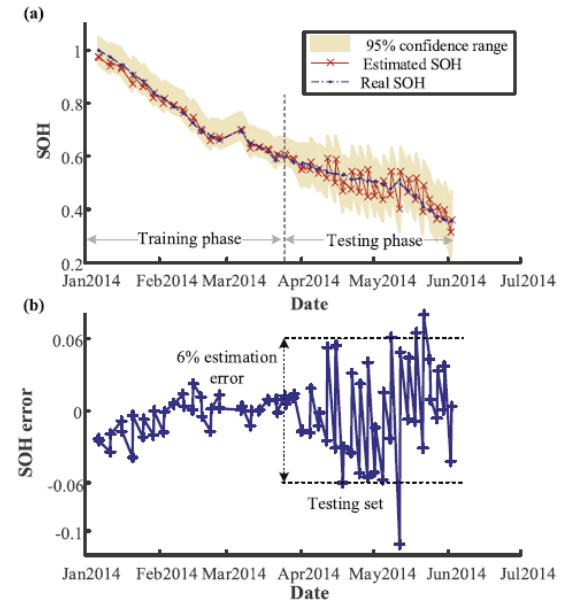 (a)
1
0.8
0.6
0.4
0.2
SOH
95% confidence range
Estimated SOH
Real SOH
Training phase
Testing phase
Jan2014 Feb2014 Mar2014 Apr2014 May2014 Jun2014 Jul2014
Date
(b)
0.06
0
-0.06
-0.1
SOH error
6% estimation
error
Testing set
Jan2014 Feb2014 Mar2014 Apr2014 May2014 Jun2014 Jul2014
Date